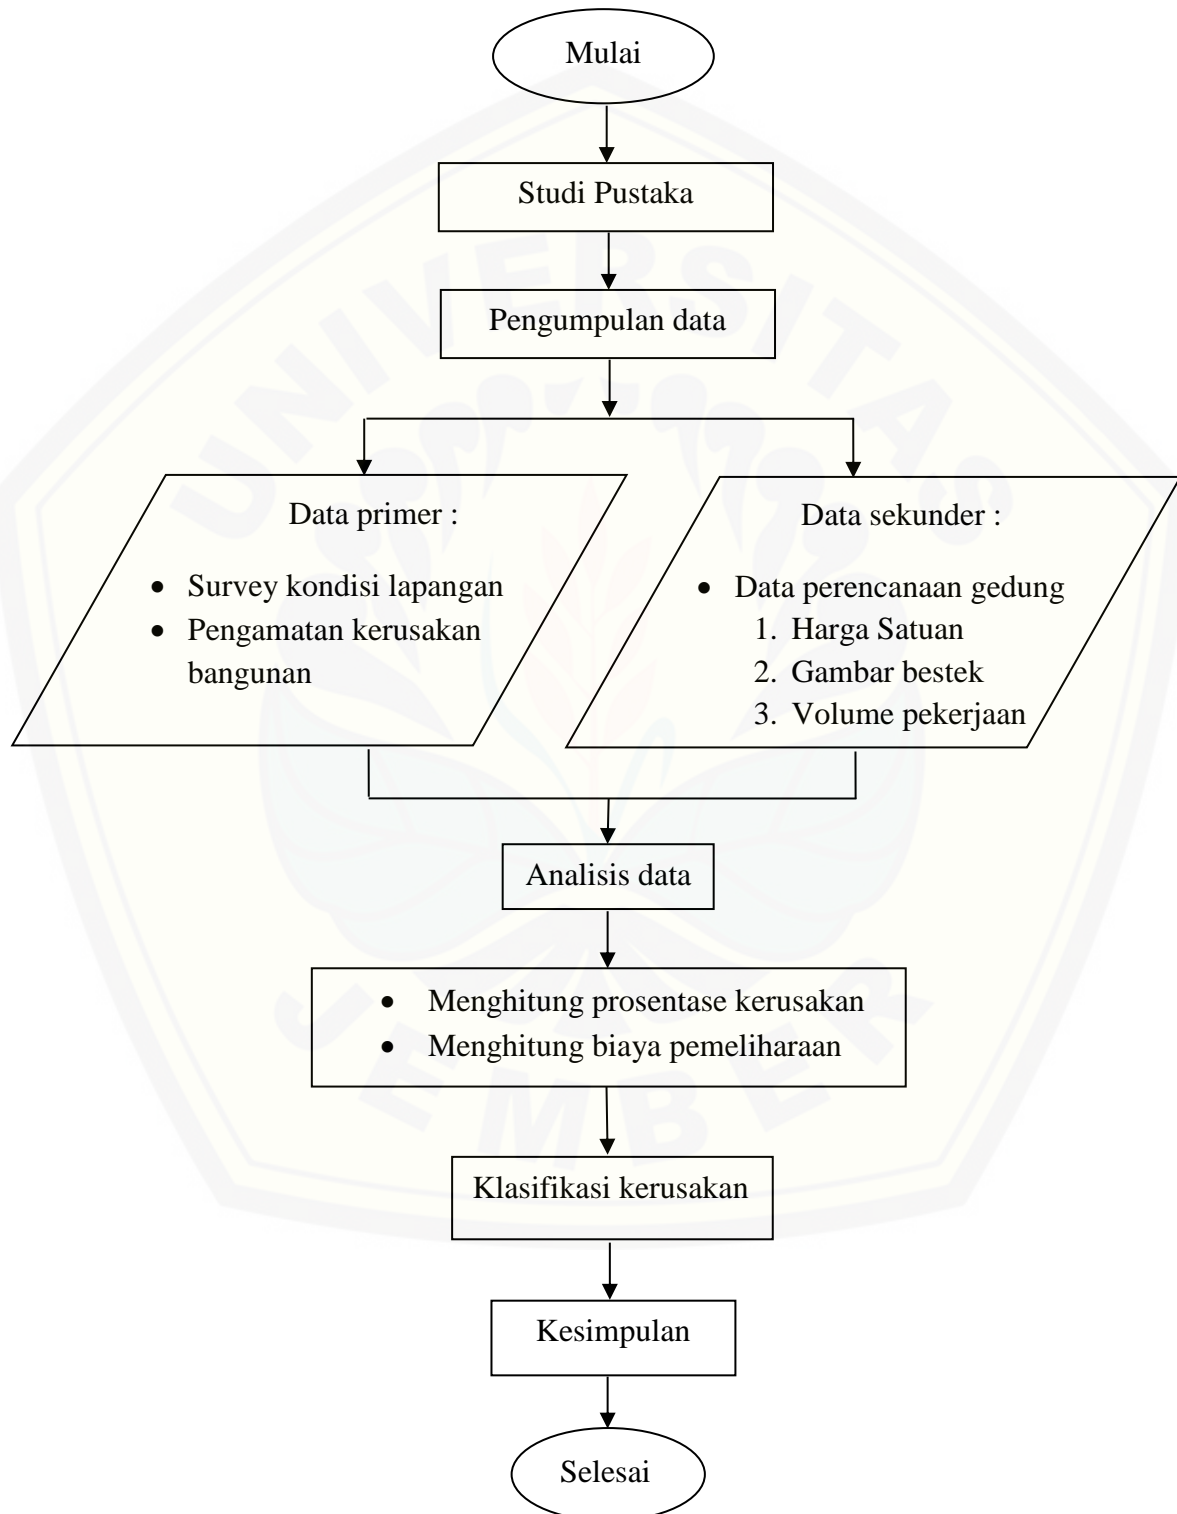 Mulai
Studi Pustaka
Pengumpulan data
Data primer :
• Survey kondisi lapangan
• Pengamatan kerusakan
bangunan
Data sekunder :
• Data perencanaan gedung
1. Harga Satuan
2. Gambar bestek
3. Volume pekerjaan
Analisis data
• Menghitung prosentase kerusakan
• Menghitung biaya pemeliharaan
Klasifikasi kerusakan
Kesimpulan
Selesai
UNIVERSITAS
JEMBER